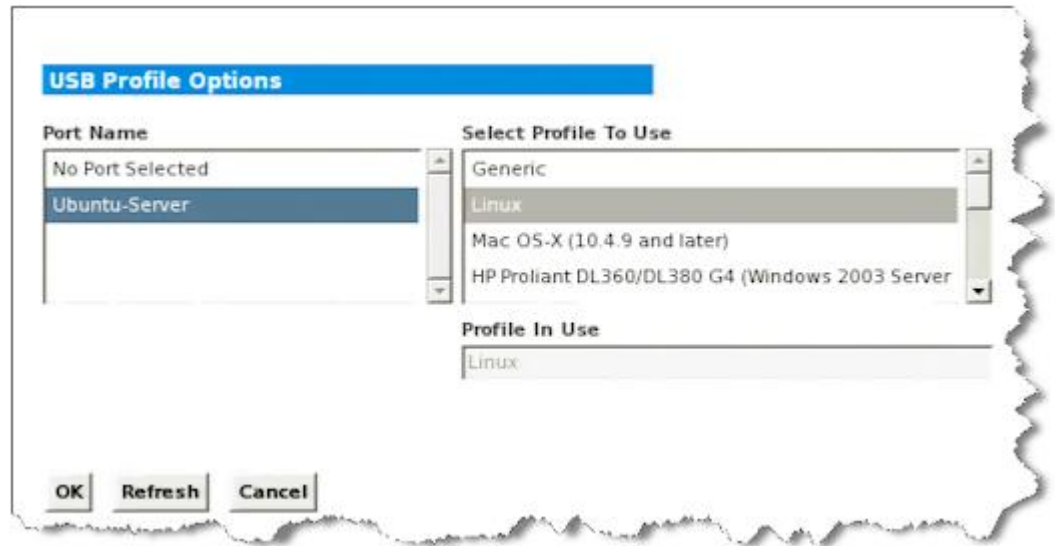 USB Profile Options
Port Name
No Port Selected
Ubuntu-Server
Select Profile To Use
Generic
Linux
Mac OS-X (10.4.9 and later)
HP Proliant DL360/DL380 G4 (Windows 2003 Server
Profile In Use
Linux
OK
Refresh
Cancel